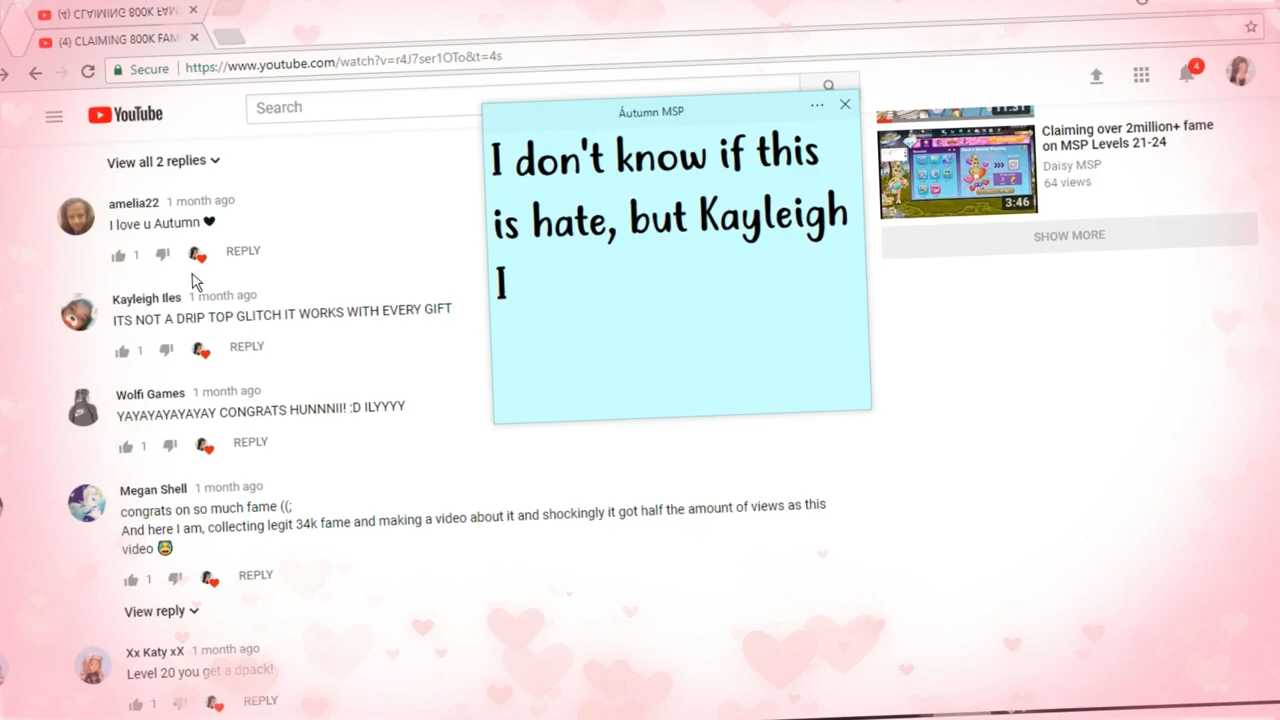 (4) CLAIMING 800K FAM
(4) CLAIMING 800K FAM
Secure https://www.youtube.com/watch?v=r4J7ser1OTo&t=4s
YouTube
Search
4
View all 2 replies
amelia22 1 month ago
I love u Autumn ♥
1 REPLY
Kayleigh Iles 1 month ago
ITS NOT A DRIP TOP GLITCH IT WORKS WITH EVERY GIFT
1 REPLY
Wolfi Games 1 month ago
YAYAYAYAYAYAY CONGRATS HUNNNII! :D ILYYYY
1 REPLY
Megan Shell 1 month ago
congrats on so much fame ((;
And here I am, collecting legit 34k fame and making a video about it and shockingly it got half the amount of views as this
video
1 REPLY
View reply
Xx Katy xX 1 month ago
Level 20 you get a dpack!
1 REPLY
Áutumn MSP
I don't know if this
is hate, but Kayleigh
I
11:31
3:46
Claiming over 2million+ fame
on MSP Levels 21-24
Daisy MSP
64 views
SHOW MORE